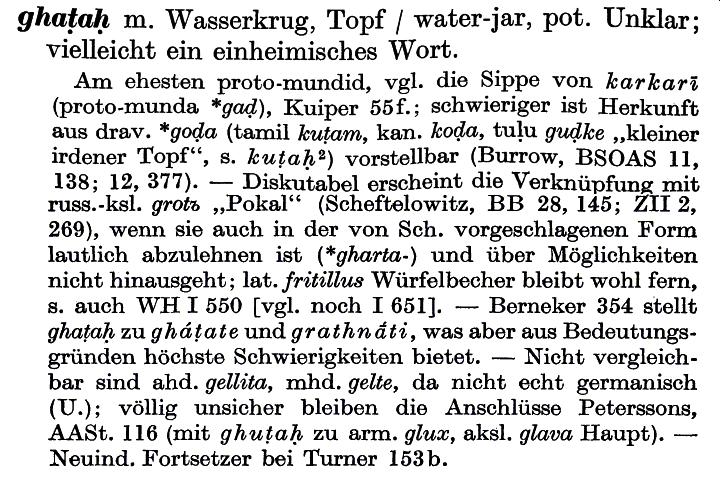 ghaṭaḥ m. Wasserkrug, Topf / water-jar, pot. Unklar;
vielleicht ein einheimisches Wort.
Am ehesten proto-mundid, vgl. die Sippe von karkarī
(proto-munda *gaḍ), Kuiper 55f.; schwieriger ist Herkunft
aus drav. *goḍa (tamil kuṭam, kan. koḍa, tuḷu guḍke „kleiner
irdener Topf“, s. kuṭaḥ²) vorstellbar (Burrow, BSOAS 11,
138; 12, 377). — Diskutabel erscheint die Verknüpfung mit
russ.-ksl. grotъ „Pokal“ (Scheftelowitz, BB 28, 145; ZII 2,
269), wenn sie auch in der von Sch. vorgeschlagenen Form
lautlich abzulehnen ist (*gharta-) und über Möglichkeiten
nicht hinausgeht; lat. fritillus Würfelbecher bleibt wohl fern,
s. auch WH I 550 [vgl. noch I 651]. — Berneker 354 stellt
ghaṭaḥ zu gháṭate und grathnā́ti, was aber aus Bedeutungs-
gründen höchste Schwierigkeiten bietet. — Nicht vergleich-
bar sind ahd. gellita, mhd. gelte, da nicht echt germanisch
(U.); völlig unsicher bleiben die Anschlüsse Peterssons,
AASt. 116 (mit ghuṭaḥ zu arm. glux, aksl. glava Haupt). —
Neuind. Fortsetzer bei Turner 153b.